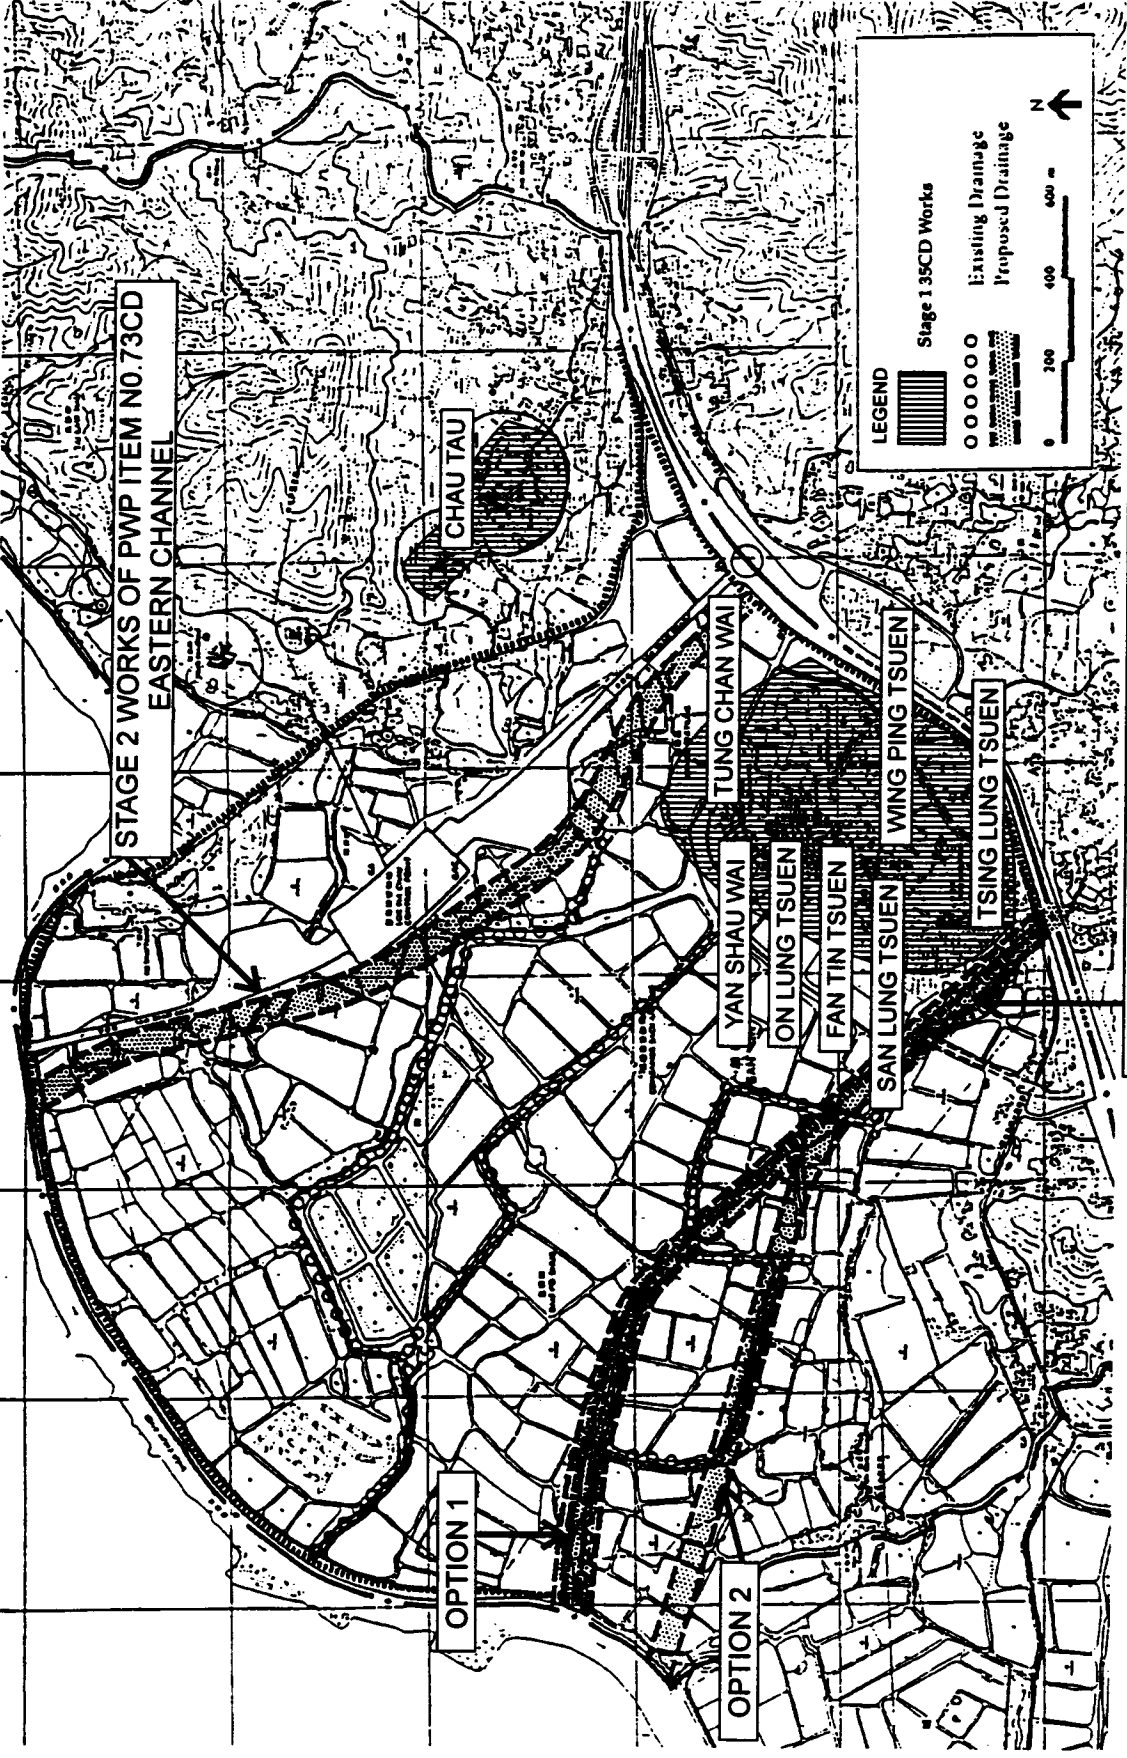 STAGE 2 WORKS OF PWP ITEM N0 73CD
EASTERN CHANNEL
CHAU TAU
TUNG CHAN WAI
WING PING TSUEN
TSING LUNG TSUEN
YAN SHAU WAI
ON LUNG TSUEN
FAN TIN TSUEN
SAN LUNG TSUEN
OPTION 1
OPTION 2
LEGEND
Stage 1 35CD Works
Existing Drainage
Proposed Drainage
0 200 400 600 m
N